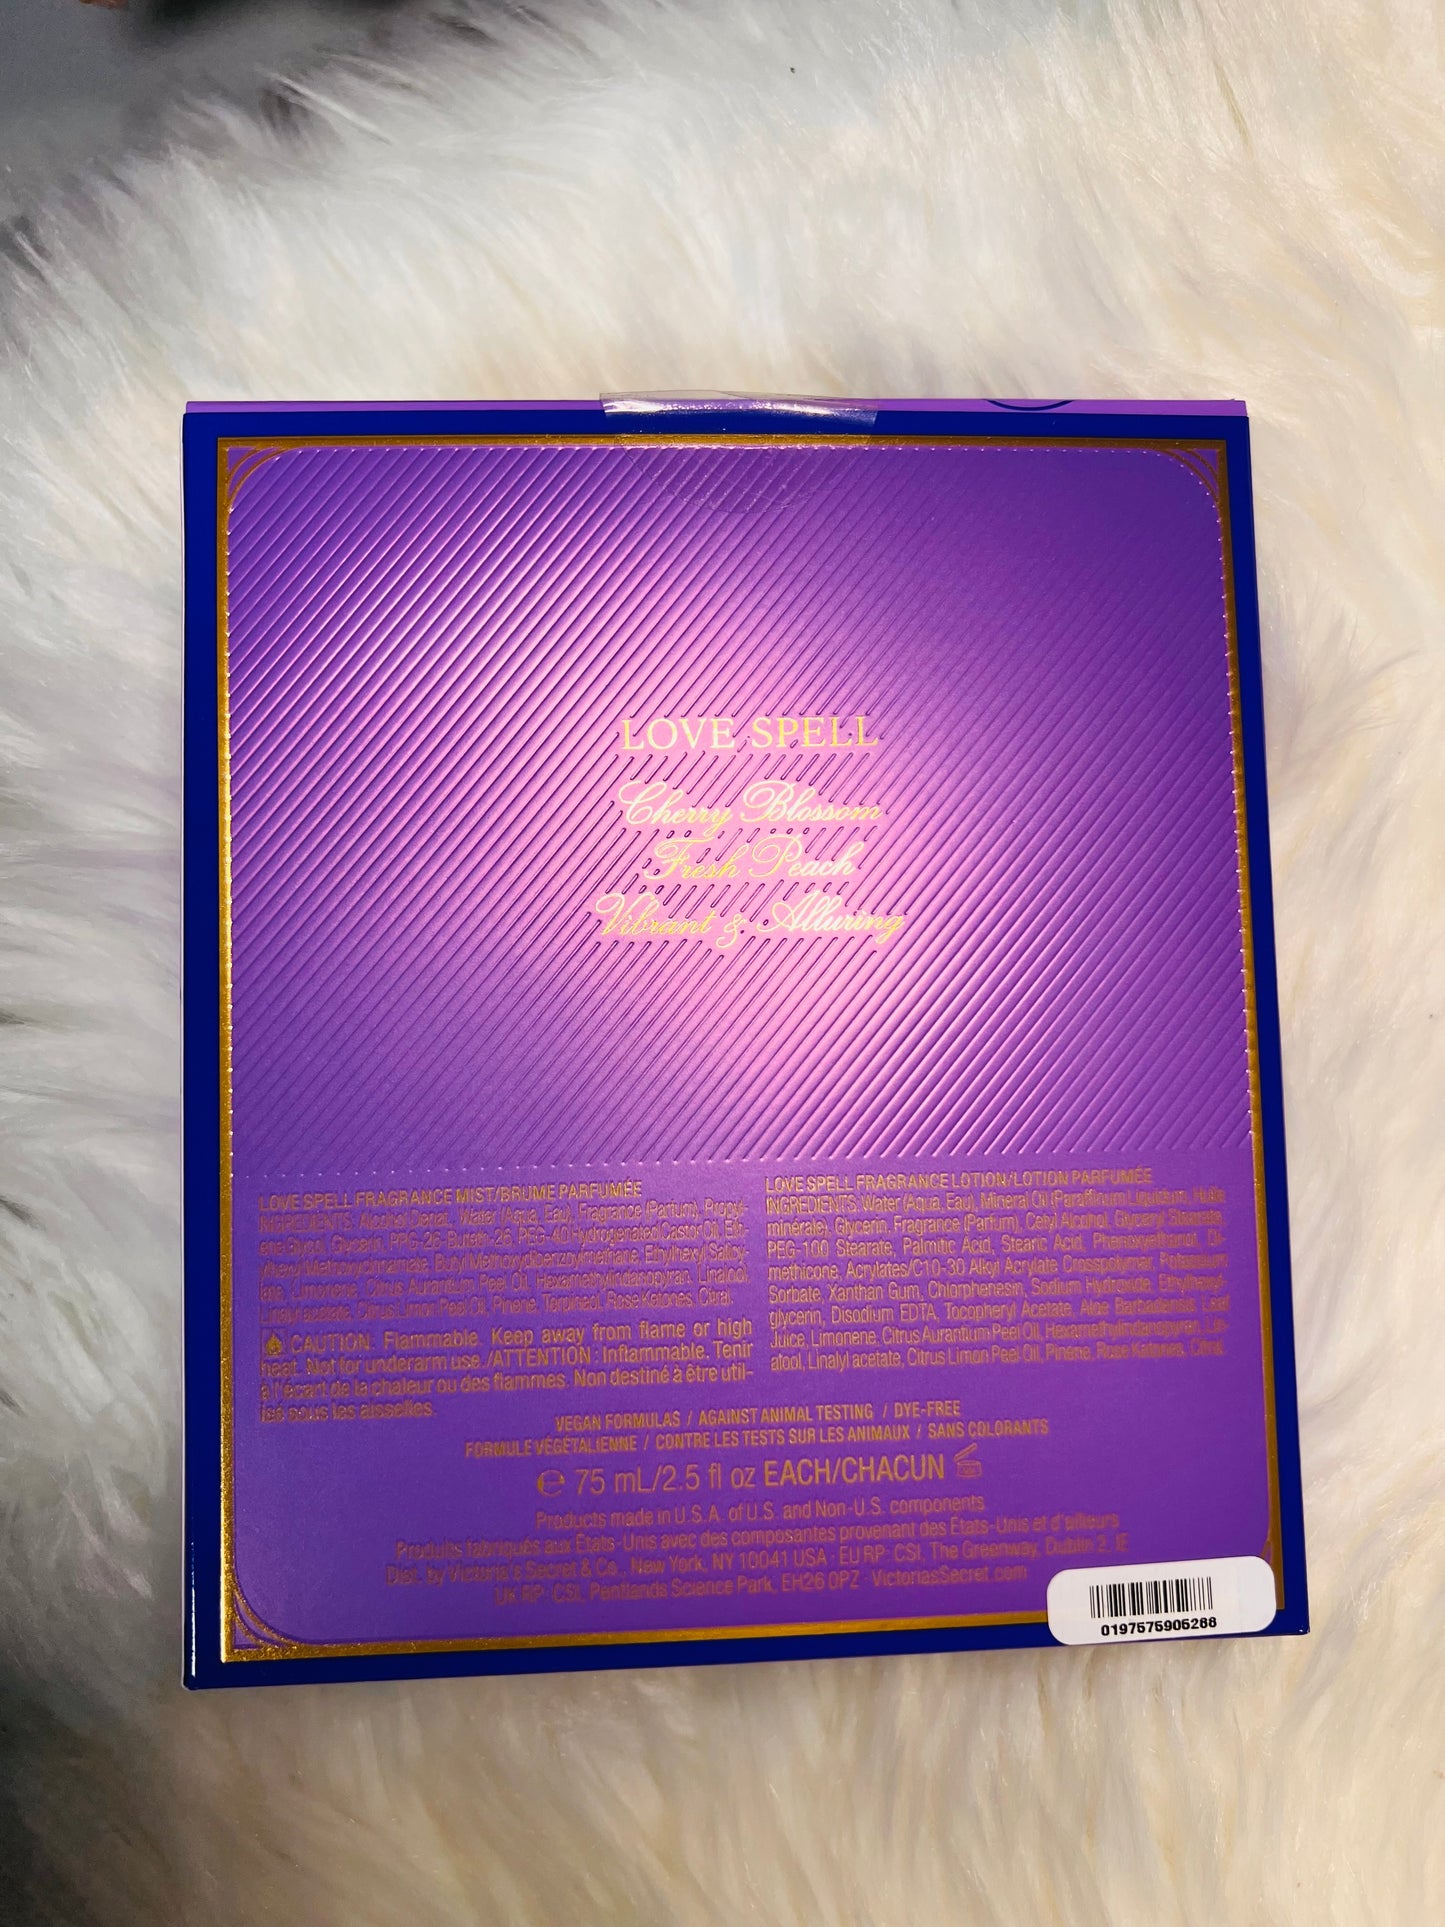 LOVE SPELL
Cherry Blossom
Fresh Peach
Vibrant & Alluring
LOVE SPELL FRAGRANCE MIST/BRUME PARFUMÉE
INGREDIENTS: Alcohol Denat., Water (Aqua, Eau), Fragrance (Parfum), Propyl-
ene Glycol, Glycerin, PPG-26-Buteth-26, PEG-40 Hydrogenated Castor Oil, Eth-
ylhexyl Methoxycinnamate, Butyl Methoxydibenzoylmethane, Ethylhexyl Salicy-
late, Limonene, Citrus Aurantium Peel Oil, Hexamethylindanopyran, Linalool,
Linalyl acetate, Citrus Limon Peel Oil, Pinene, Terpineol, Rose Ketones, Citral.
CAUTION: Flammable. Keep away from flame or high
heat. Not for underarm use./ATTENTION : Inflammable. Tenir
à l'écart de la chaleur ou des flammes. Non destiné à être util-
isé sous les aisselles.
LOVE SPELL FRAGRANCE LOTION/LOTION PARFUMÉE
INGREDIENTS: Water (Aqua, Eau), Mineral Oil (Paraffinum Liquidum, Huile
minérale), Glycerin, Fragrance (Parfum), Cetyl Alcohol, Glyceryl Stearate,
PEG-100 Stearate, Palmitic Acid, Stearic Acid, Phenoxyethanol, Di-
methicone, Acrylates/C10-30 Alkyl Acrylate Crosspolymer, Potassium
Sorbate, Xanthan Gum, Chlorphenesin, Sodium Hydroxide, Ethylhexyl-
glycerin, Disodium EDTA, Tocopheryl Acetate, Aloe Barbadensis Leaf
Juice, Limonene, Citrus Aurantium Peel Oil, Hexamethylindanopyran, Lin-
alool, Linalyl acetate, Citrus Limon Peel Oil, Pinene, Rose Ketones, Citral.
VEGAN FORMULAS / AGAINST ANIMAL TESTING / DYE-FREE
FORMULE VÉGÉTALIENNE / CONTRE LES TESTS SUR LES ANIMAUX / SANS COLORANTS
℮ 75 mL/2.5 fl oz EACH/CHACUN
Products made in U.S.A. of U.S. and Non-U.S. components
Produits fabriqués aux États-Unis avec des composantes provenant des États-Unis et d'ailleurs
Dist. by Victoria's Secret & Co., New York, NY 10041 USA · EU RP: CSI, The Greenway, Dublin 2, IE
UK RP: CSI, Pentlands Science Park, EH26 0PZ · VictoriasSecret.com
0197575905288